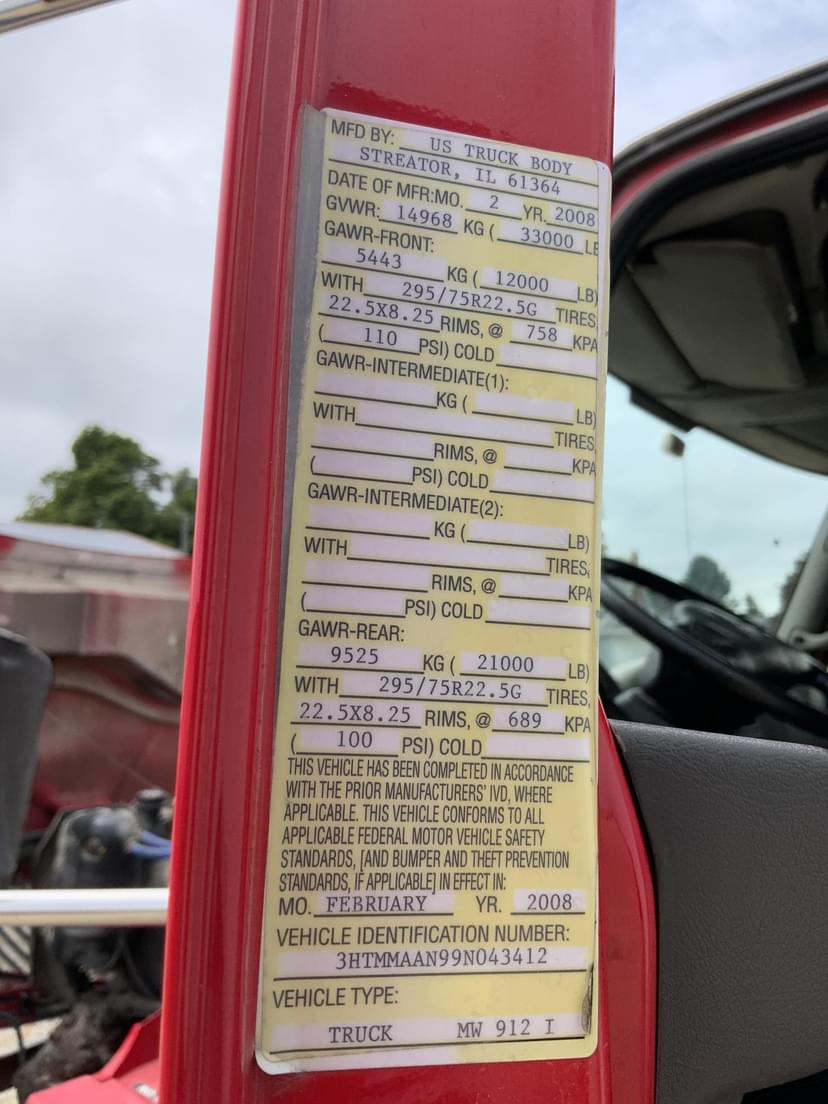 MFD BY: US TRUCK BODY
STREATOR, IL 61364
DATE OF MFR:MO. 2 YR. 2008
GVWR: 14968 KG ( 33000 LB
GAWR-FRONT:
5443 KG ( 12000 LB)
WITH 295/75R22.5G TIRES,
22.5X8.25 RIMS, @ 758 KPA
( 110 PSI) COLD
GAWR-INTERMEDIATE(1):
KG ( LB)
WITH TIRES
RIMS, @ KPA
( PSI) COLD
GAWR-INTERMEDIATE(2):
KG ( LB)
WITH TIRES,
RIMS, @ KPA
( PSI) COLD
GAWR-REAR:
9525 KG ( 21000 LB)
WITH 295/75R22.5G TIRES,
22.5X8.25 RIMS, @ 689 KPA
( 100 PSI) COLD
THIS VEHICLE HAS BEEN COMPLETED IN ACCORDANCE
WITH THE PRIOR MANUFACTURERS' IVD, WHERE
APPLICABLE. THIS VEHICLE CONFORMS TO ALL
APPLICABLE FEDERAL MOTOR VEHICLE SAFETY
STANDARDS, [AND BUMPER AND THEFT PREVENTION
STANDARDS, IF APPLICABLE] IN EFFECT IN:
MO. FEBRUARY YR. 2008
VEHICLE IDENTIFICATION NUMBER:
3HTMMAAN99N043412
VEHICLE TYPE:
TRUCK MW 912 I